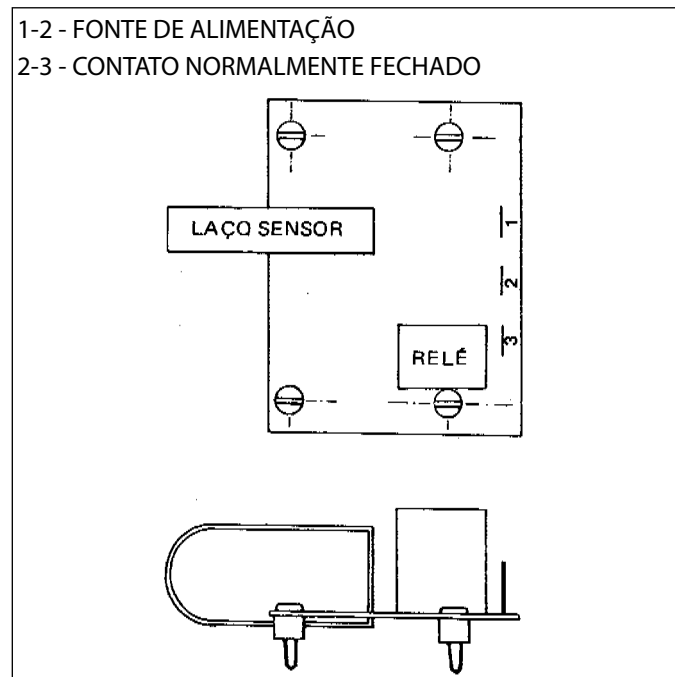 1-2 - FONTE DE ALIMENTAÇÃO
2-3 - CONTATO NORMALMENTE FECHADO
LAÇO SENSOR
1
2
3
RELÉ